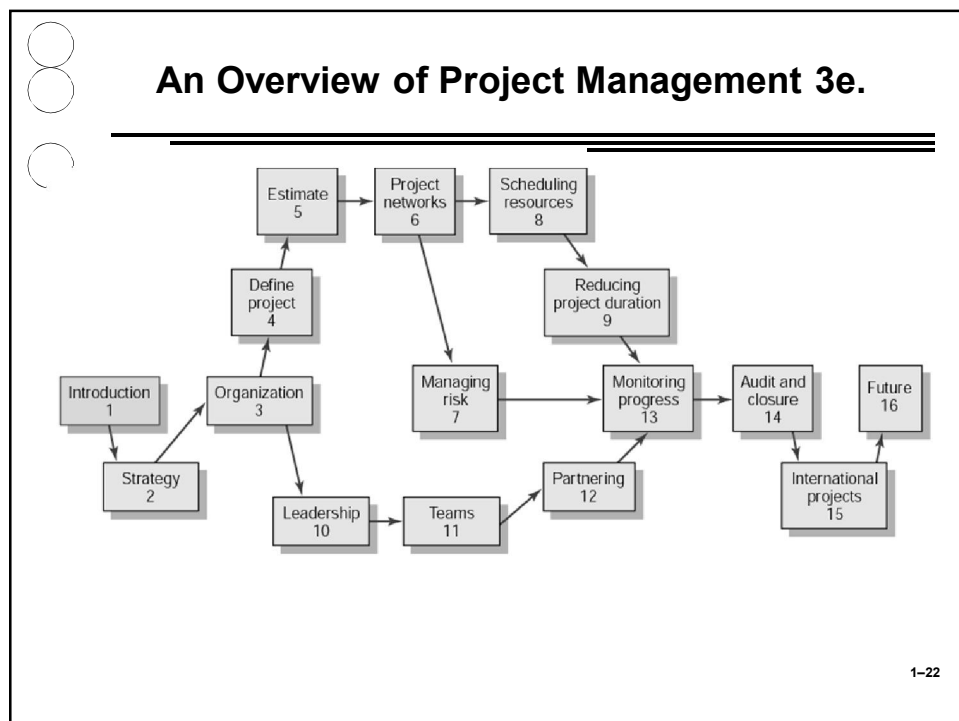 An Overview of Project Management 3e.
Estimate
5
Project
networks
6
Scheduling
resources
8
Define
project
4
Reducing
project duration
9
Introduction
1
Organization
3
Managing
risk
7
Monitoring
progress
13
Audit and
closure
14
Future
16
Strategy
2
Leadership
10
Teams
11
Partnering
12
International
projects
15
1–22